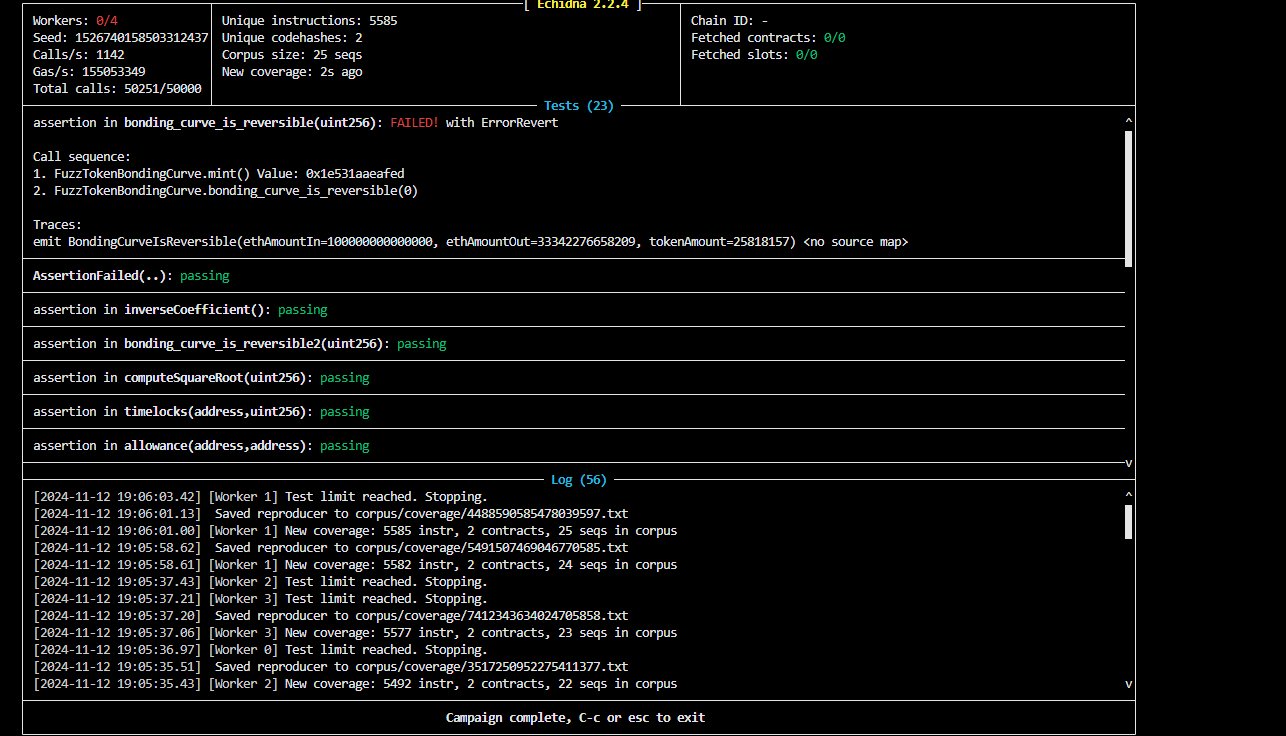 [ Echidna 2.2.4 ]
Workers: 0/4
Seed: 1526740158503312437
Calls/s: 1142
Gas/s: 155053349
Total calls: 50251/50000
Unique instructions: 5585
Unique codehashes: 2
Corpus size: 25 seqs
New coverage: 2s ago
Chain ID: -
Fetched contracts: 0/0
Fetched slots: 0/0
Tests (23)
assertion in bonding_curve_is_reversible(uint256): FAILED! with ErrorRevert
Call sequence:
1. FuzzTokenBondingCurve.mint() Value: 0x1e531aaeafed
2. FuzzTokenBondingCurve.bonding_curve_is_reversible(0)
Traces:
emit BondingCurveIsReversible(ethAmountIn=100000000000000, ethAmountOut=33342276658209, tokenAmount=25818157) <no source map>
AssertionFailed(..): passing
assertion in inverseCoefficient(): passing
assertion in bonding_curve_is_reversible2(uint256): passing
assertion in computeSquareRoot(uint256): passing
assertion in timelocks(address,uint256): passing
assertion in allowance(address,address): passing
Log (56)
[2024-11-12 19:06:03.42] [Worker 1] Test limit reached. Stopping.
[2024-11-12 19:06:01.13]  Saved reproducer to corpus/coverage/4488590585478039597.txt
[2024-11-12 19:06:01.00] [Worker 1] New coverage: 5585 instr, 2 contracts, 25 seqs in corpus
[2024-11-12 19:05:58.62]  Saved reproducer to corpus/coverage/5491507469046770585.txt
[2024-11-12 19:05:58.61] [Worker 1] New coverage: 5582 instr, 2 contracts, 24 seqs in corpus
[2024-11-12 19:05:37.43] [Worker 2] Test limit reached. Stopping.
[2024-11-12 19:05:37.21] [Worker 3] Test limit reached. Stopping.
[2024-11-12 19:05:37.20]  Saved reproducer to corpus/coverage/7412343634024705858.txt
[2024-11-12 19:05:37.06] [Worker 3] New coverage: 5577 instr, 2 contracts, 23 seqs in corpus
[2024-11-12 19:05:36.97] [Worker 0] Test limit reached. Stopping.
[2024-11-12 19:05:35.51]  Saved reproducer to corpus/coverage/3517250952275411377.txt
[2024-11-12 19:05:35.43] [Worker 2] New coverage: 5492 instr, 2 contracts, 22 seqs in corpus
Campaign complete, C-c or esc to exit